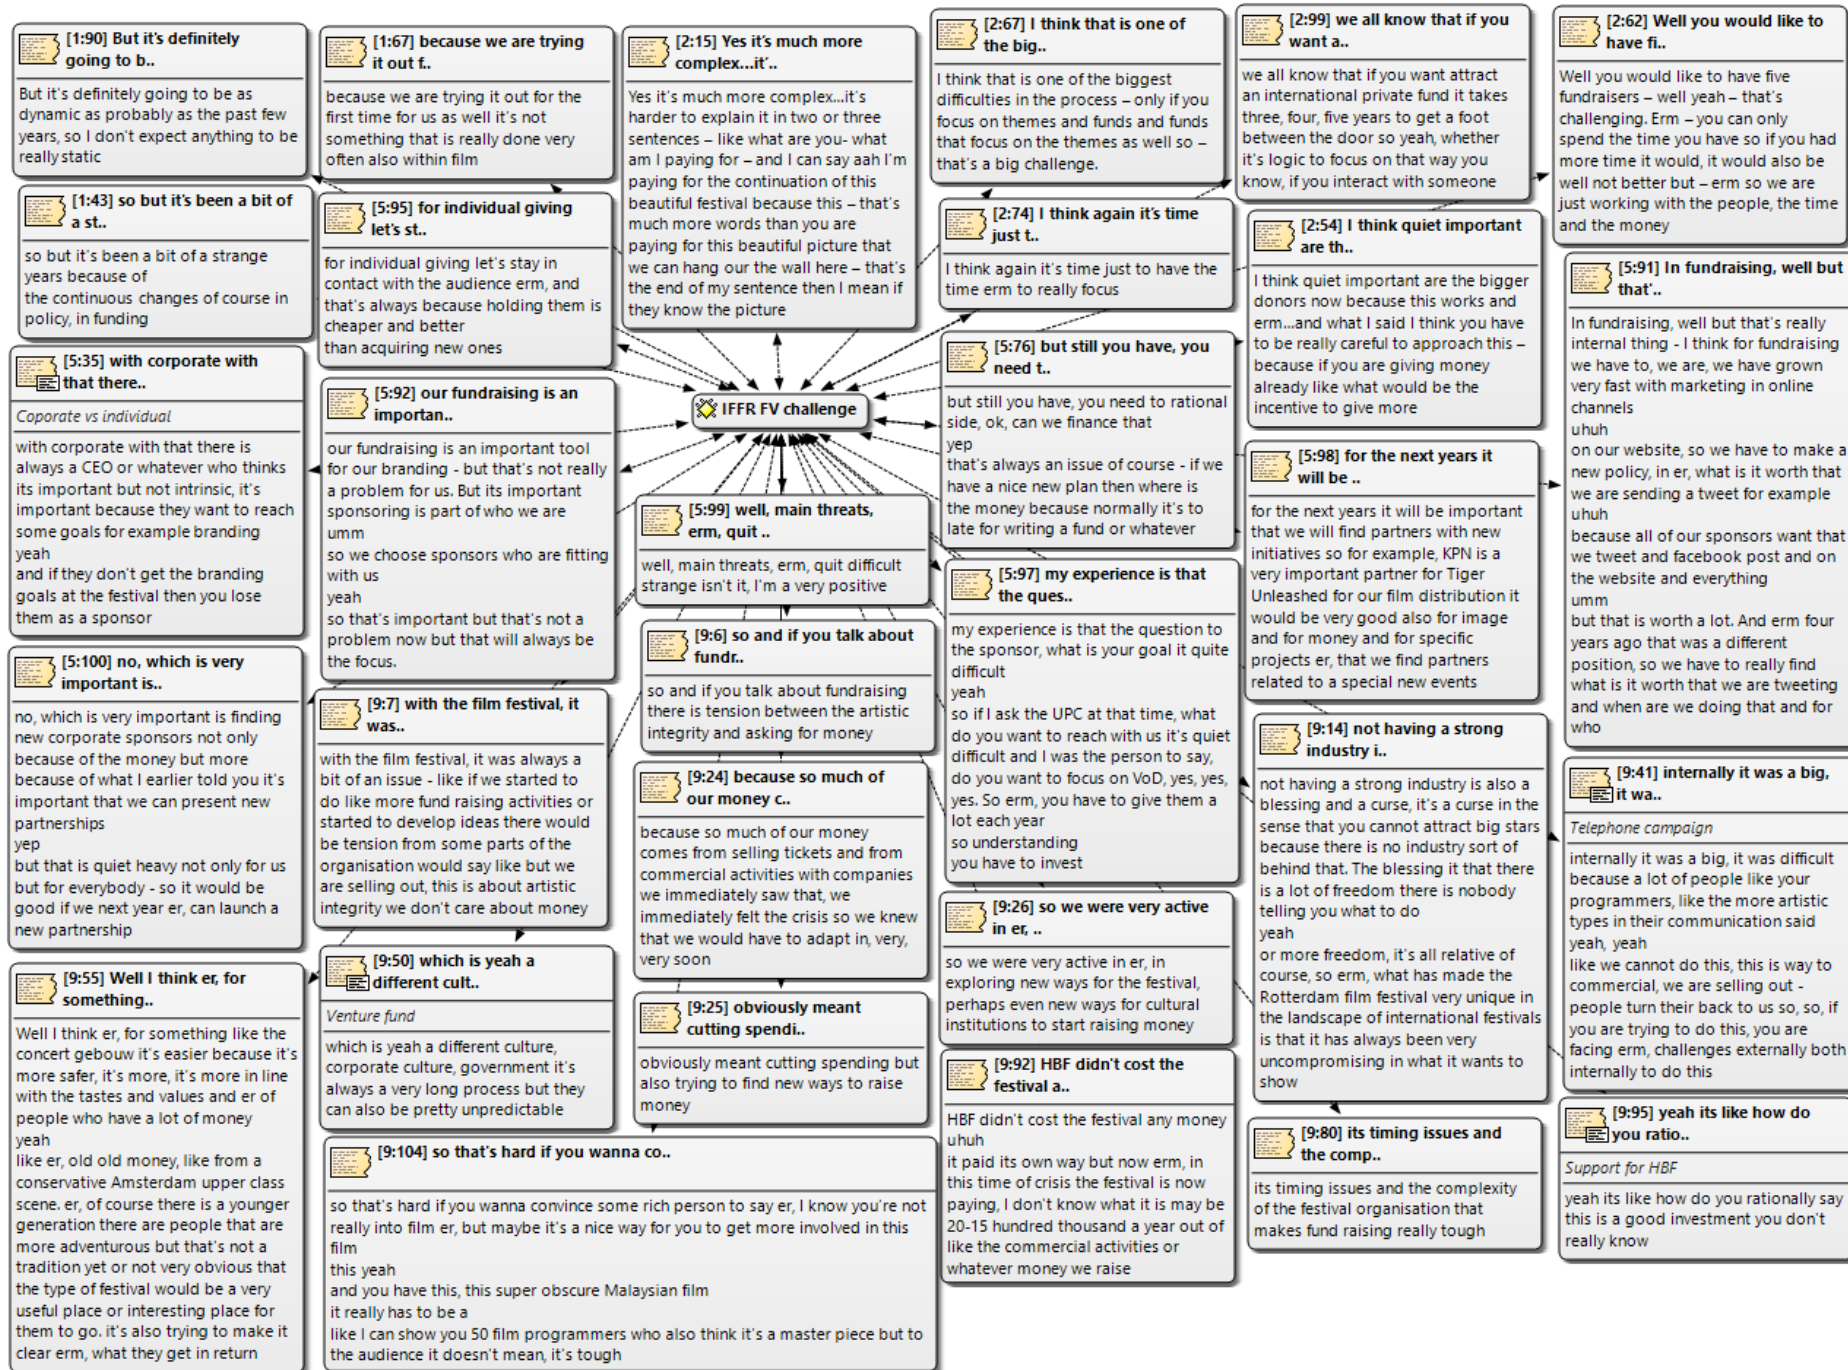 [1:90] But it's definitely
going to b..
But it's definitely going to be as
dynamic as probably as the past few
years, so I don't expect anything to be
really static
[1:43] so but it's been a bit of
a st..
so but it's been a bit of a strange
years because of
the continuous changes of course in
policy, in funding
[5:35] with corporate with
that there..
Coporate vs individual
with corporate with that there is
always a CEO or whatever who thinks
its important but not intrinsic, it's
important because they want to reach
some goals for example branding
yeah
and if they don't get the branding
goals at the festival then you lose
them as a sponsor
[5:100] no, which is very
important is..
no, which is very important is finding
new corporate sponsors not only
because of the money but more
because of what I earlier told you it's
important that we can present new
partnerships
yep
but that is quiet heavy not only for us
but for everybody - so it would be
good if we next year er, can launch a
new partnership
[9:55] Well I think er, for
something..
Well I think er, for something like the
concert gebouw it's easier because it's
more safer, it's more, it's more in line
with the tastes and values and er of
people who have a lot of money
yeah
like er, old old money, like from a
conservative Amsterdam upper class
scene. er, of course there is a younger
generation there are people that are
more adventurous but that's not a
tradition yet or not very obvious that
the type of festival would be a very
useful place or interesting place for
them to go. it's also trying to make it
clear erm, what they get in return
[1:67] because we are trying
it out f..
because we are trying it out for the
first time for us as well it's not
something that is really done very
often also within film
[5:95] for individual giving
let's st..
for individual giving let's stay in
contact with the audience erm, and
that's always because holding them is
cheaper and better
than acquiring new ones
[5:92] our fundraising is an
importan..
our fundraising is an important tool
for our branding - but that's not really
a problem for us. But its important
sponsoring is part of who we are
umm
so we choose sponsors who are fitting
with us
yeah
so that's important but that's not a
problem now but that will always be
the focus.
[9:7] with the film festival, it
was..
with the film festival, it was always a
bit of an issue - like if we started to
do like more fund raising activities or
started to develop ideas there would
be tension from some parts of the
organisation would say like but we
are selling out, this is about artistic
integrity we don't care about money
[9:50] which is yeah a
different cult..
Venture fund
which is yeah a different culture,
corporate culture, government it's
always a very long process but they
can also be pretty unpredictable
[9:104] so that's hard if you wanna co..
so that's hard if you wanna convince some rich person to say er, I know you're not
really into film er, but maybe it's a nice way for you to get more involved in this
film
this yeah
and you have this, this super obscure Malaysian film
it really has to be a
like I can show you 50 film programmers who also think it's a master piece but to
the audience it doesn't mean, it's tough
[2:15] Yes it's much more
complex...it'..
Yes it's much more complex...it's
harder to explain it in two or three
sentences – like what are you- what
am I paying for – and I can say aah I'm
paying for the continuation of this
beautiful festival because this – that's
much more words than you are
paying for this beautiful picture that
we can hang our the wall here – that's
the end of my sentence then I mean if
they know the picture
IFFR FV challenge
[5:99] well, main threats,
erm, quit ..
well, main threats, erm, quit difficult
strange isn't it, I'm a very positive
[9:6] so and if you talk about
fundr..
so and if you talk about fundraising
there is tension between the artistic
integrity and asking for money
[9:24] because so much of
our money c..
because so much of our money
comes from selling tickets and from
commercial activities with companies
we immediately saw that, we
immediately felt the crisis so we knew
that we would have to adapt in, very,
very soon
[9:25] obviously meant
cutting spendi..
obviously meant cutting spending but
also trying to find new ways to raise
money
[2:67] I think that is one of
the big..
I think that is one of the biggest
difficulties in the process – only if you
focus on themes and funds and funds
that focus on the themes as well so –
that's a big challenge.
[2:74] I think again it's time
just t..
I think again it's time just to have the
time erm to really focus
[5:76] but still you have, you
need t..
but still you have, you need to rational
side, ok, can we finance that
yep
that's always an issue of course - if we
have a nice new plan then where is
the money because normally it's to
late for writing a fund or whatever
[5:97] my experience is that
the ques..
my experience is that the question to
the sponsor, what is your goal it quite
difficult
yeah
so if I ask the UPC at that time, what
do you want to reach with us it's quiet
difficult and I was the person to say,
do you want to focus on VoD, yes, yes,
yes. So erm, you have to give them a
lot each year
so understanding
you have to invest
[9:26] so we were very active
in er, ..
so we were very active in er, in
exploring new ways for the festival,
perhaps even new ways for cultural
institutions to start raising money
[9:92] HBF didn't cost the
festival a..
HBF didn't cost the festival any money
uhuh
it paid its own way but now erm, in
this time of crisis the festival is now
paying, I don't know what it is may be
20-15 hundred thousand a year out of
like the commercial activities or
whatever money we raise
[2:99] we all know that if you
want a..
we all know that if you want attract
an international private fund it takes
three, four, five years to get a foot
between the door so yeah, whether
it's logic to focus on that way you
know, if you interact with someone
[2:54] I think quiet important
are th..
I think quiet important are the bigger
donors now because this works and
erm...and what I said I think you have
to be really careful to approach this –
because if you are giving money
already like what would be the
incentive to give more
[5:98] for the next years it
will be ..
for the next years it will be important
that we will find partners with new
initiatives so for example, KPN is a
very important partner for Tiger
Unleashed for our film distribution it
would be very good also for image
and for money and for specific
projects er, that we find partners
related to a special new events
[9:14] not having a strong
industry i..
not having a strong industry is also a
blessing and a curse, it's a curse in the
sense that you cannot attract big stars
because there is no industry sort of
behind that. The blessing it that there
is a lot of freedom there is nobody
telling you what to do
yeah
or more freedom, it's all relative of
course, so erm, what has made the
Rotterdam film festival very unique in
the landscape of international festivals
is that it has always been very
uncompromising in what it wants to
show
[9:80] its timing issues and
the comp..
its timing issues and the complexity
of the festival organisation that
makes fund raising really tough
[2:62] Well you would like to
have fi..
Well you would like to have five
fundraisers – well yeah – that's
challenging. Erm – you can only
spend the time you have so if you had
more time it would, it would also be
well not better but – erm so we are
just working with the people, the time
and the money
[5:91] In fundraising, well but
that'..
In fundraising, well but that's really
internal thing - I think for fundraising
we have to, we are, we have grown
very fast with marketing in online
channels
uhuh
on our website, so we have to make a
new policy, in er, what is it worth that
we are sending a tweet for example
uhuh
because all of our sponsors want that
we tweet and facebook post and on
the website and everything
umm
but that is worth a lot. And erm four
years ago that was a different
position, so we have to really find
what is it worth that we are tweeting
and when are we doing that and for
who
[9:41] internally it was a big,
it wa..
Telephone campaign
internally it was a big, it was difficult
because a lot of people like your
programmers, like the more artistic
types in their communication said
yeah, yeah
like we cannot do this, this is way to
commercial, we are selling out -
people turn their back to us so, so, if
you are trying to do this, you are
facing erm, challenges externally both
internally to do this
[9:95] yeah its like how do
you ratio..
Support for HBF
yeah its like how do you rationally say
this is a good investment you don't
really know